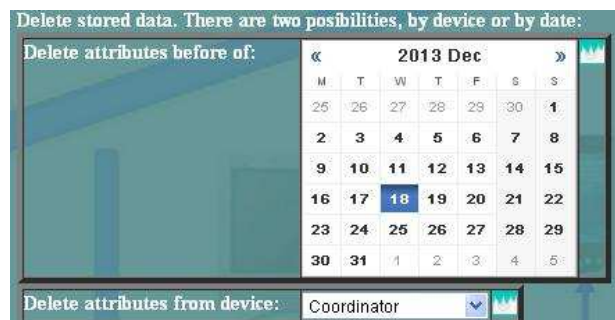 Delete stored data. There are two posibilities, by device or by date:
Delete attributes before of:
« 2013 Dec »
M T W T F S S
25 26 27 28 29 30 1
2 3 4 5 6 7 8
9 10 11 12 13 14 15
16 17 18 19 20 21 22
23 24 25 26 27 28 29
30 31 1 2 3 4 5
Delete attributes from device: Coordinator